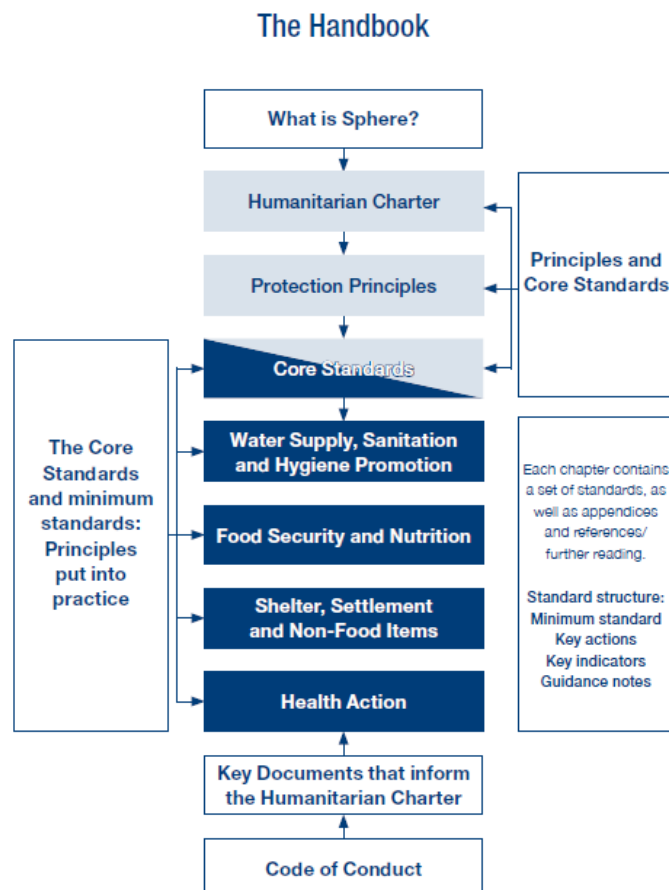 The Handbook
What is Sphere?
Humanitarian Charter
Protection Principles
Principles and
Core Standards
Core Standards
The Core
Standards
and minimum
standards:
Principles
put into
practice
Water Supply, Sanitation
and Hygiene Promotion
Food Security and Nutrition
Shelter, Settlement
and Non-Food Items
Health Action
Each chapter contains
a set of standards, as
well as appendices
and references/
further reading.
Standard structure:
Minimum standard
Key actions
Key indicators
Guidance notes
Key Documents that inform
the Humanitarian Charter
Code of Conduct